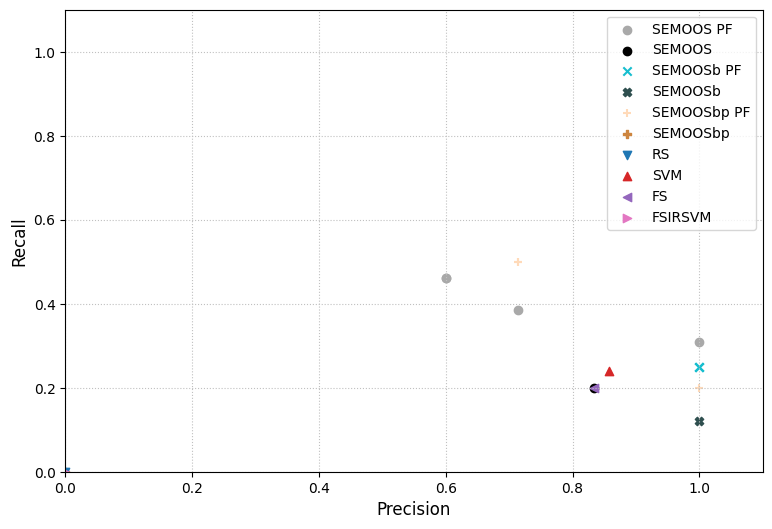 SEMOOS PF
SEMOOS
SEMOOSb PF
SEMOOSb
SEMOOSbp PF
SEMOOSbp
RS
SVM
FS
FSIRSVM
1.0
0.8
0.6
0.4
0.2
0.0
Recall
0.0 0.2 0.4 0.6 0.8 1.0
Precision